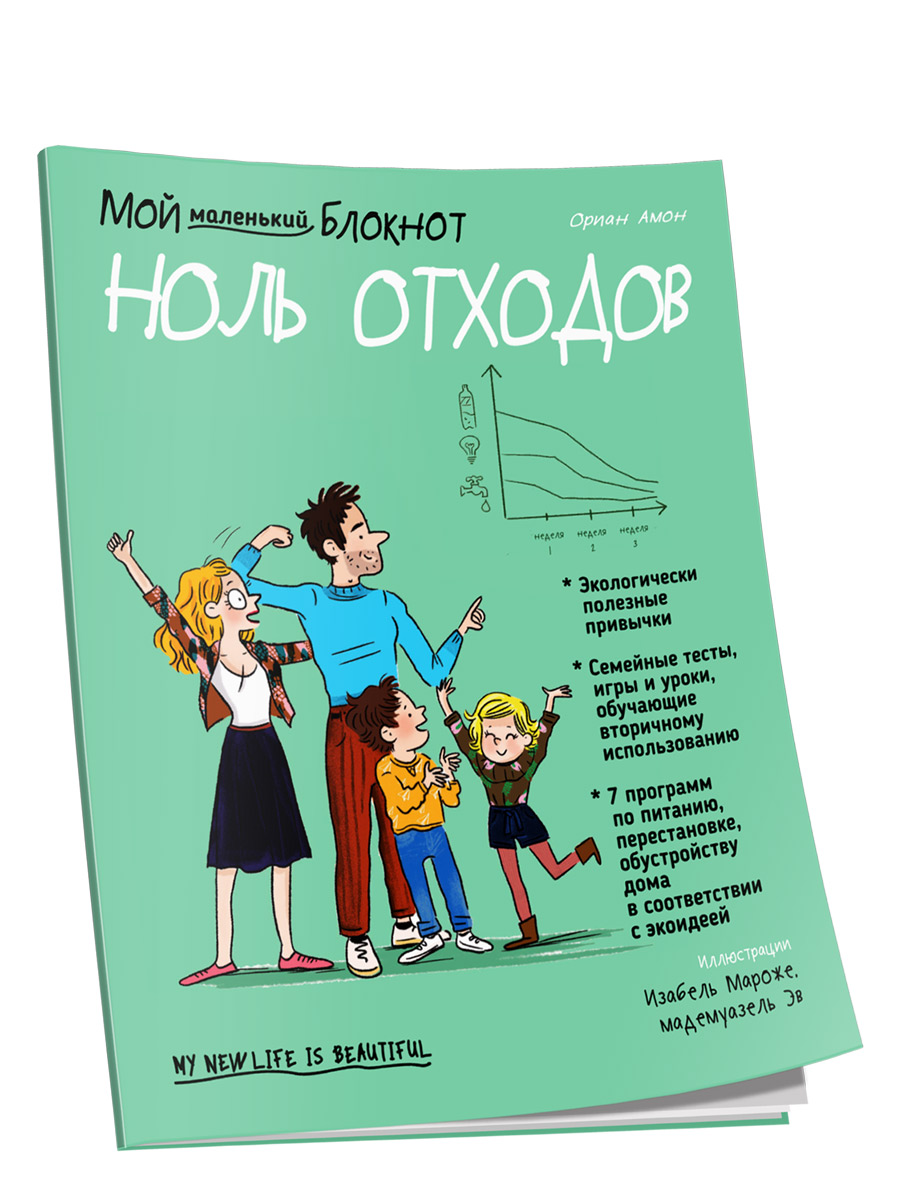 Мой маленький Блокнот
Ориан Амон
НОЛЬ ОТХОДОВ
неделя неделя неделя
1 2 3
* Экологически
полезные
привычки
* Семейные тесты,
игры и уроки,
обучающие
вторичному
использованию
* 7 программ
по питанию,
перестановке,
обустройству
дома
в соответствии
с экоидеей
Иллюстрации
Изабель Мароже,
мадемуазель Эв
MY NEW LIFE IS BEAUTIFUL